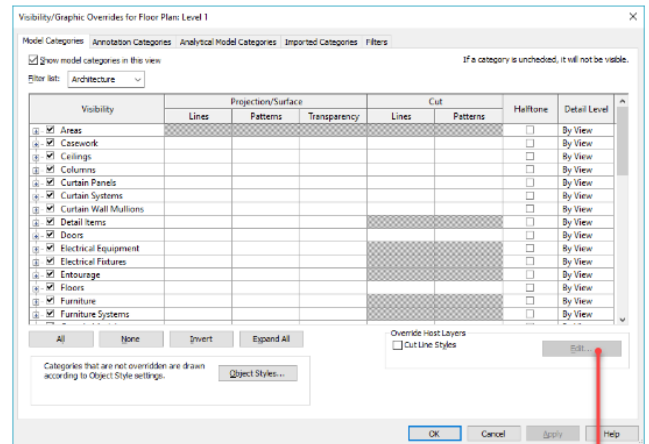 Visibility/Graphic Overrides for Floor Plan: Level 1
Model Categories Annotation Categories Analytical Model Categories Imported Categories Filters
Show model categories in this view If a category is unchecked, it will not be visible.
Filter list: Architecture
Visibility Projection/Surface Cut Halftone Detail Level
Lines Patterns Transparency Lines Patterns
Areas By View
Casework By View
Ceilings By View
Columns By View
Curtain Panels By View
Curtain Systems By View
Curtain Wall Mullions By View
Detail Items By View
Doors By View
Electrical Equipment By View
Electrical Fixtures By View
Entourage By View
Floors By View
Furniture By View
Furniture Systems By View
All None Invert Expand All
Override Host Layers
Cut Line Styles Edit...
Categories that are not overridden are drawn
according to Object Style settings.
Object Styles...
OK Cancel Apply Help